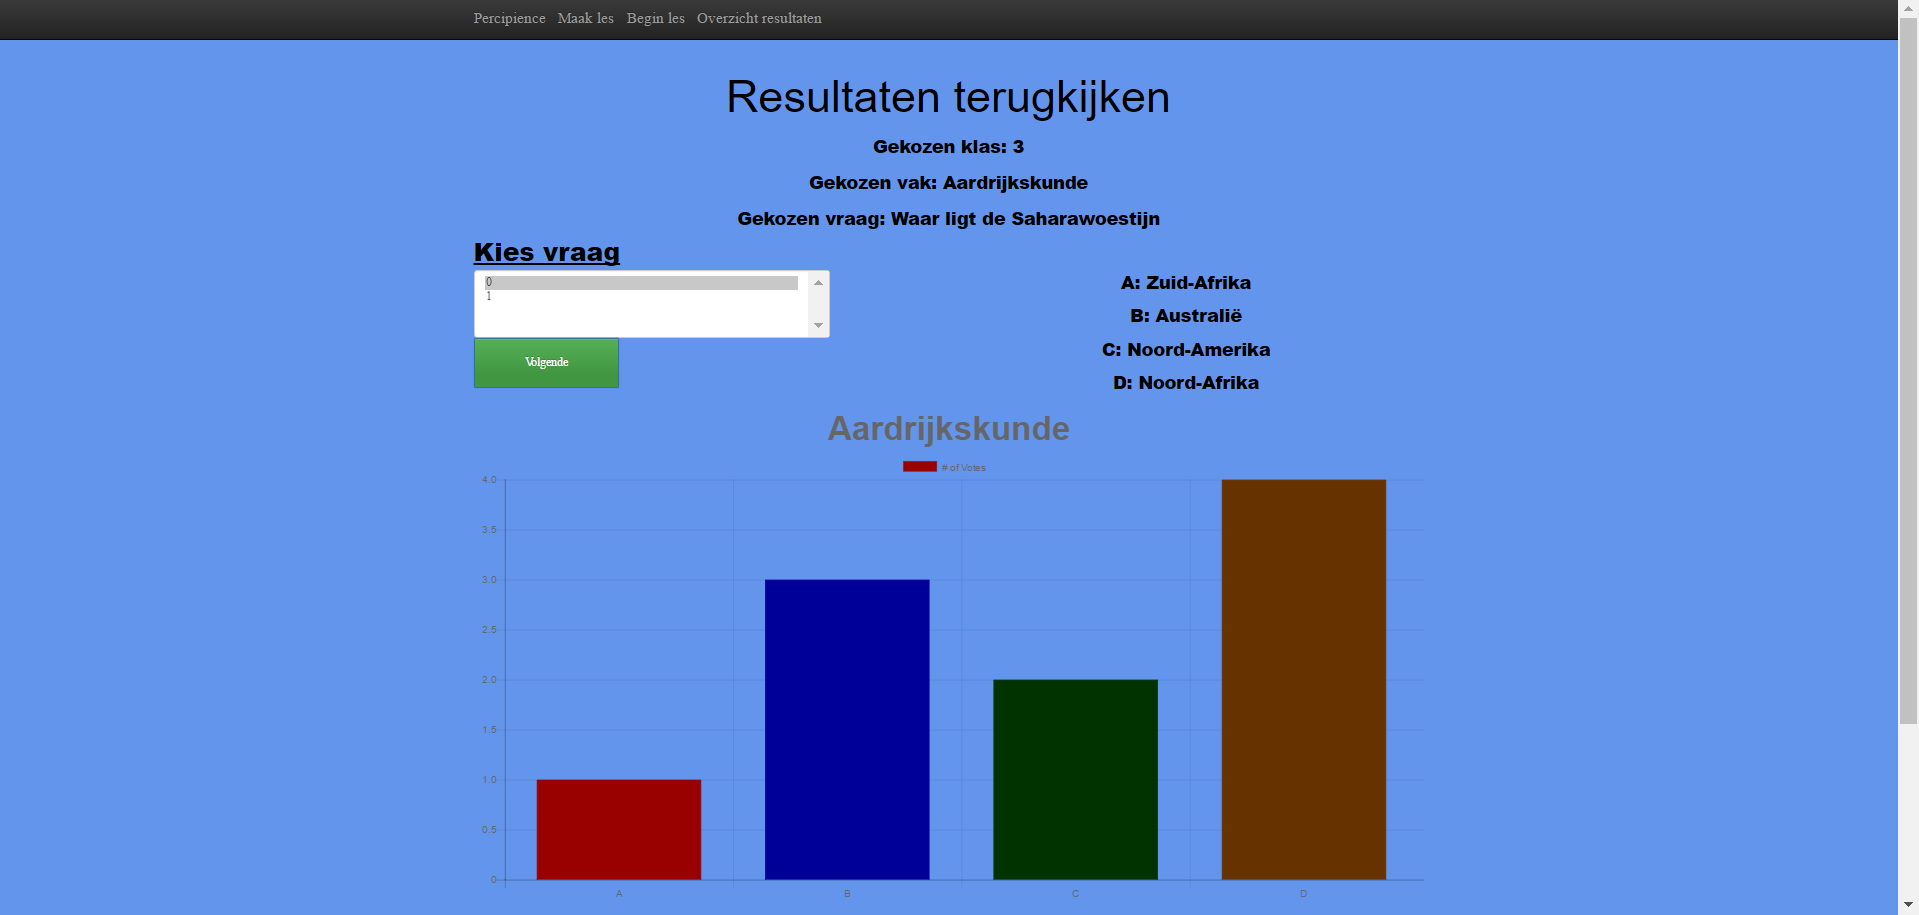 Percipience Maak les Begin les Overzicht resultaten
Resultaten terugkijken
Gekozen klas: 3
Gekozen vak: Aardrijkskunde
Gekozen vraag: Waar ligt de Saharawoestijn
Kies vraag
0
1
Volgende
A: Zuid-Afrika
B: Australië
C: Noord-Amerika
D: Noord-Afrika
Aardrijkskunde
# of Votes
4.0
3.5
3.0
2.5
2.0
1.5
1.0
0.5
0
A B C D